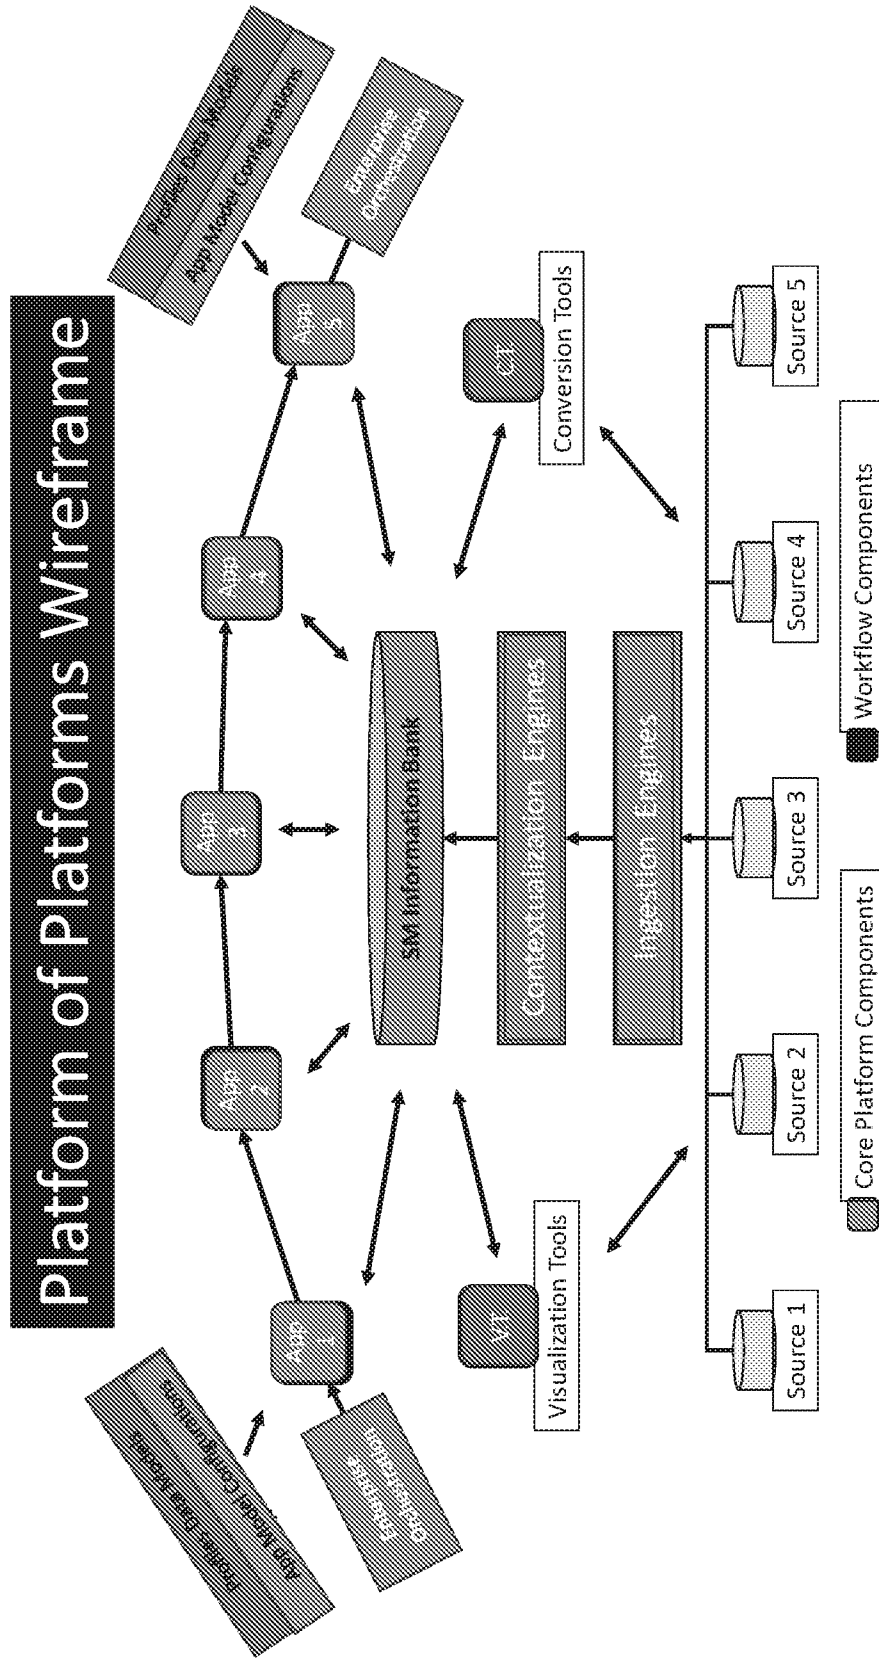 Platform of Platforms Wireframe
Profiles Data Models
App Model Configurations
Enterprise
Orchestration
App
1
App
2
App
3
App
4
App
5
Profiled Data Models
App Model Configurations
Enterprise
Orchestration
SM Information Bank
VT
Visualization Tools
Contextualization Engines
CT
Conversion Tools
Ingestion Engines
Source 1
Source 2
Source 3
Source 4
Source 5
Core Platform Components
Workflow Components